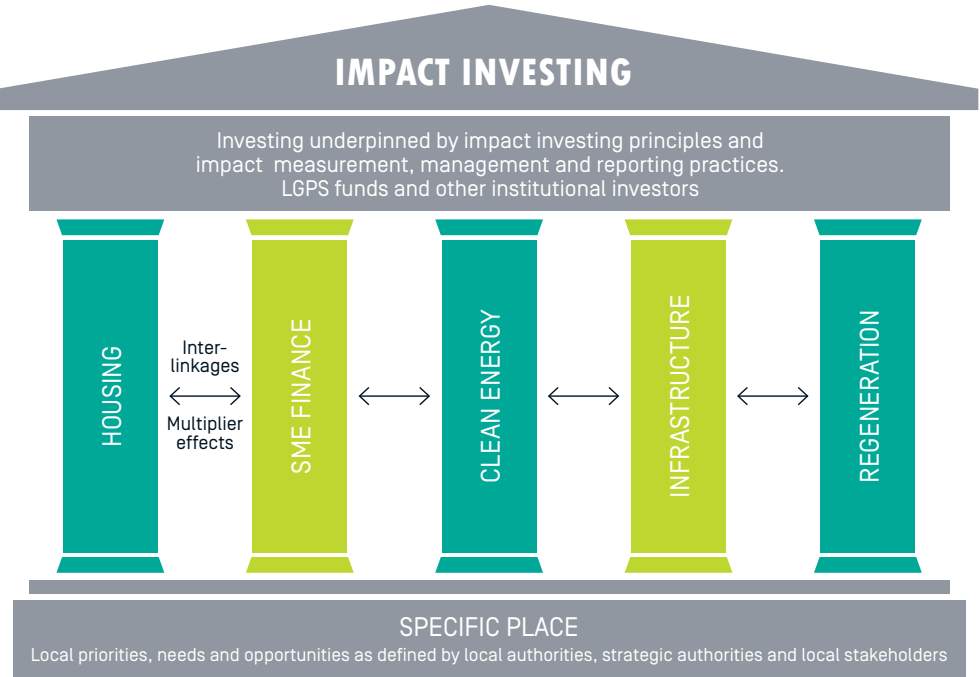 IMPACT INVESTING
Investing underpinned by impact investing principles and
impact measurement, management and reporting practices.
LGPS funds and other institutional investors
HOUSING
Inter-
linkages
Multiplier
effects
SME FINANCE
CLEAN ENERGY
INFRASTRUCTURE
REGENERATION
SPECIFIC PLACE
Local priorities, needs and opportunities as defined by local authorities, strategic authorities and local stakeholders